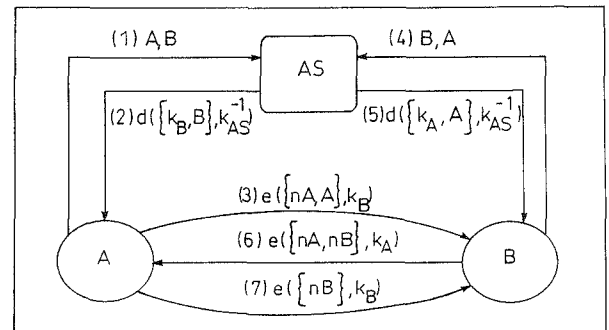 (1) A,B
(4) B,A
AS
(2) d({k_B,B},k_AS^-1)
(5) d({k_A,A},k_AS^-1)
(3) e({nA,A},k_B)
(6) e({nA,nB},k_A)
A
B
(7) e({nB},k_B)